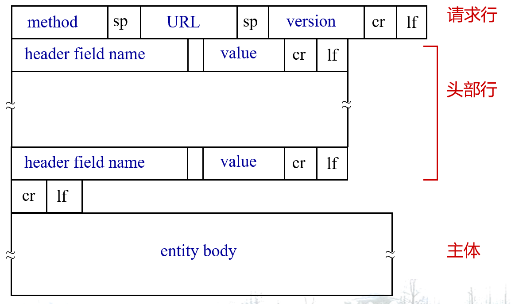 method sp URL sp version cr lf 请求行
header field name value cr lf
头部行
header field name value cr lf
cr lf
entity body 主体